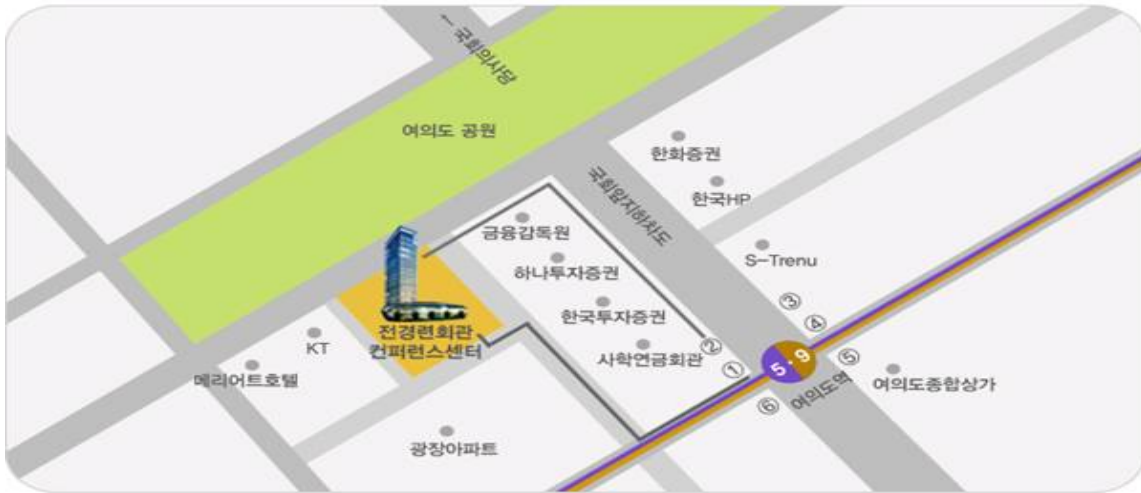 ← 국회의사당
여의도 공원
한화증권
한국HP
국회앞지하차도
금융감독원
하나투자증권
S-Trenu
한국투자증권
③
④
전경련회관
컨퍼런스센터
KT
사학연금회관
②
①
5·9
⑤
여의도역
⑥
메리어트호텔
여의도종합상가
광장아파트